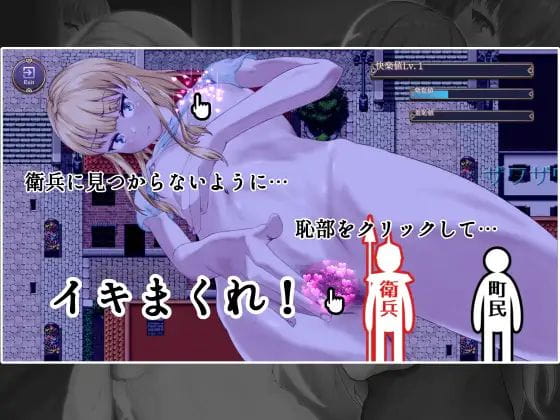 Exit
快楽値Lv.1
衛兵に見つからないように…
恥部をクリックして…
イキまくれ！
衛兵
町民